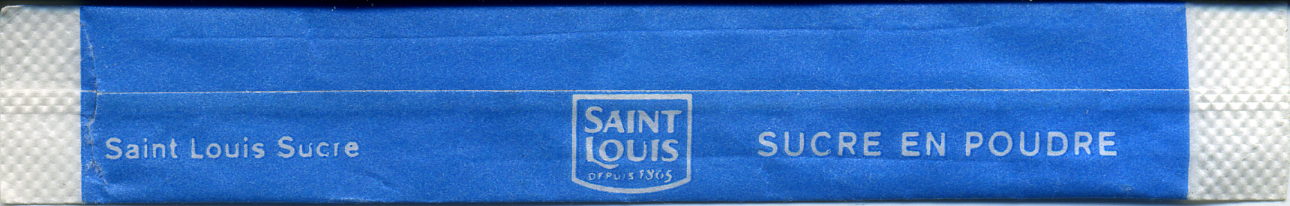 Saint Louis Sucre
SAINT
LOUIS
DEPUIS 1865
SUCRE EN POUDRE